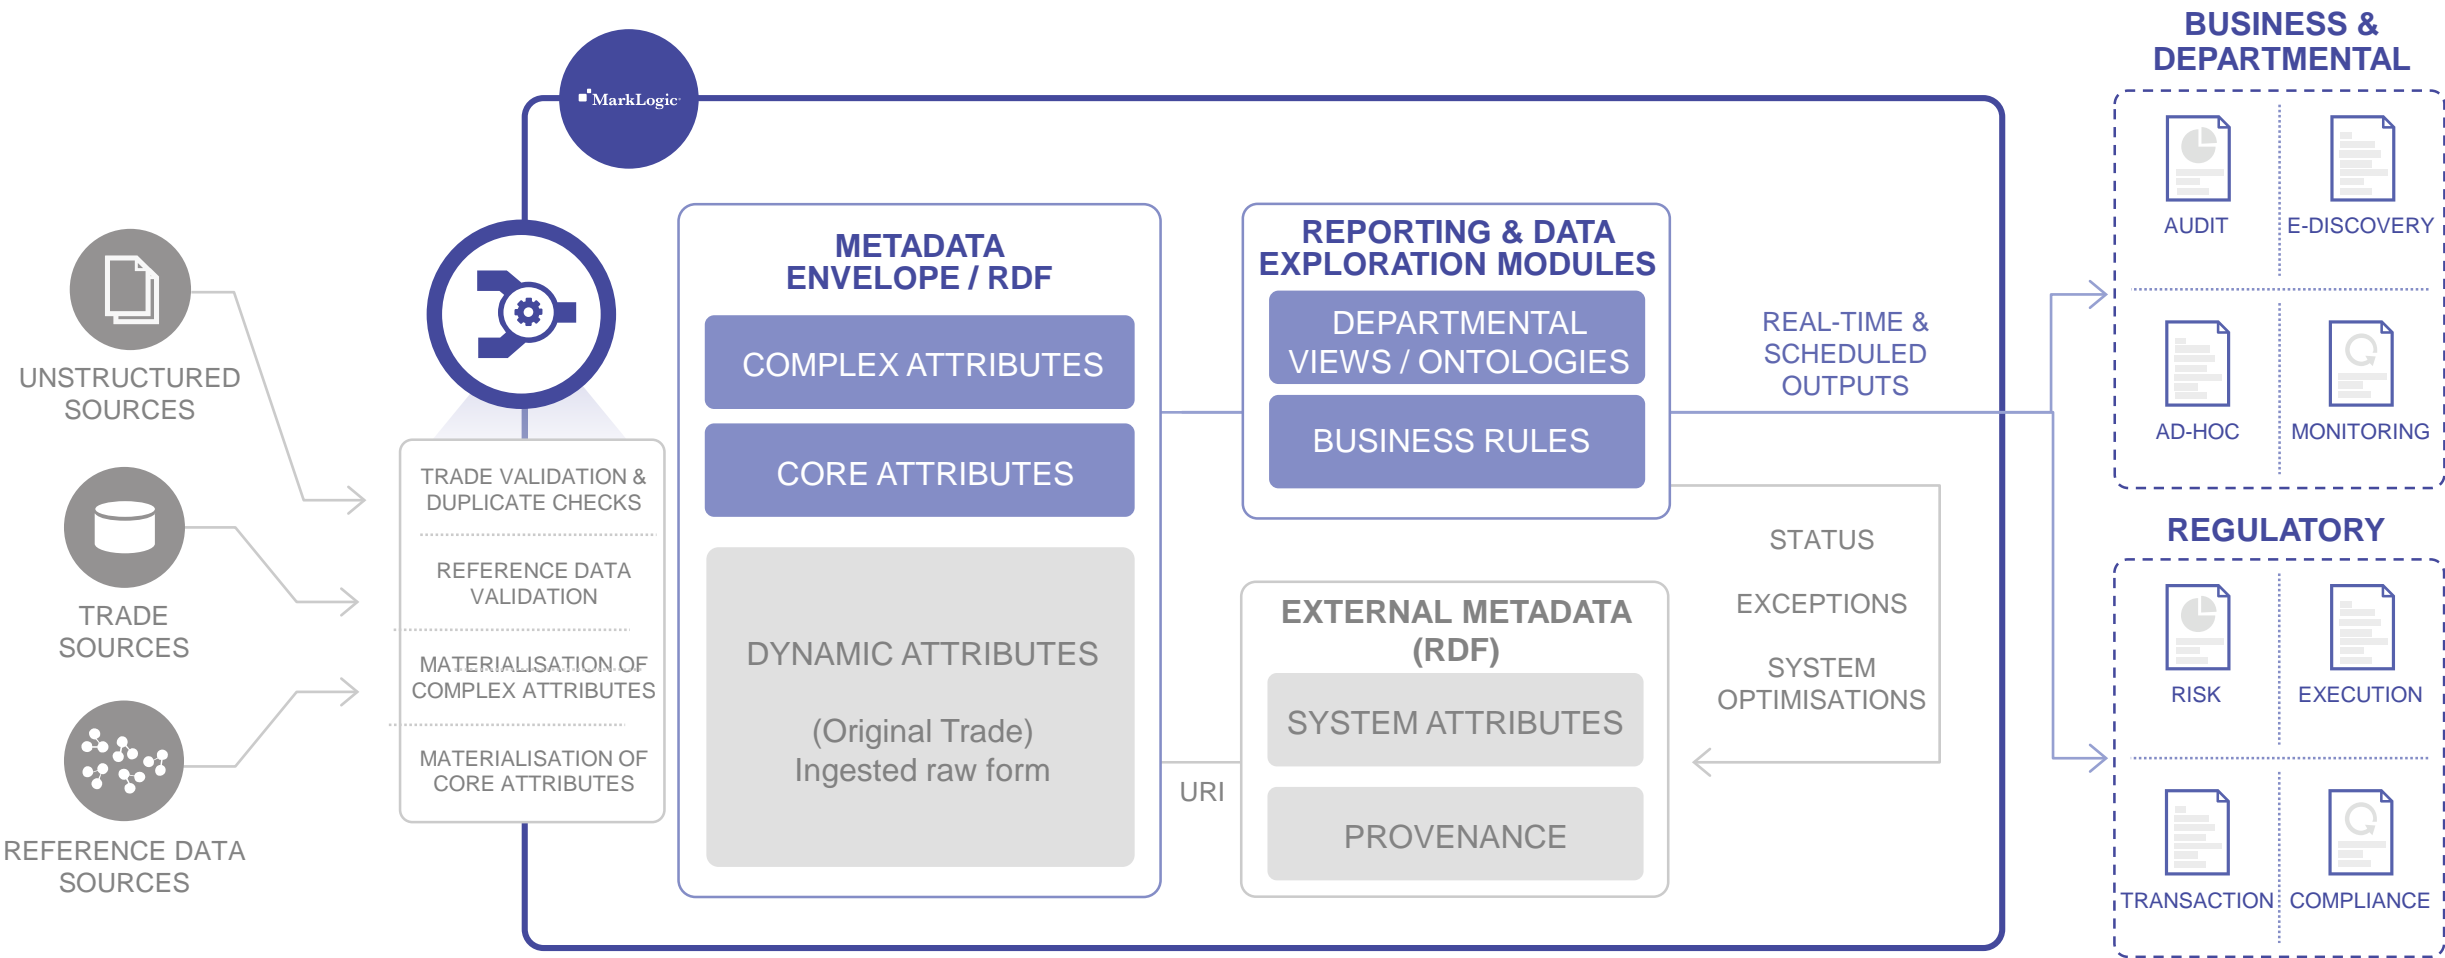 MarkLogic
UNSTRUCTURED
SOURCES
TRADE
SOURCES
REFERENCE DATA
SOURCES
TRADE VALIDATION &
DUPLICATE CHECKS
REFERENCE DATA
VALIDATION
MATERIALISATION OF
COMPLEX ATTRIBUTES
MATERIALISATION OF
CORE ATTRIBUTES
METADATA
ENVELOPE / RDF
COMPLEX ATTRIBUTES
CORE ATTRIBUTES
DYNAMIC ATTRIBUTES
(Original Trade)
Ingested raw form
URI
REPORTING & DATA
EXPLORATION MODULES
DEPARTMENTAL
VIEWS / ONTOLOGIES
BUSINESS RULES
EXTERNAL METADATA
(RDF)
SYSTEM ATTRIBUTES
PROVENANCE
REAL-TIME &
SCHEDULED
OUTPUTS
STATUS
EXCEPTIONS
SYSTEM
OPTIMISATIONS
BUSINESS &
DEPARTMENTAL
AUDIT
E-DISCOVERY
AD-HOC
MONITORING
REGULATORY
RISK
EXECUTION
TRANSACTION
COMPLIANCE